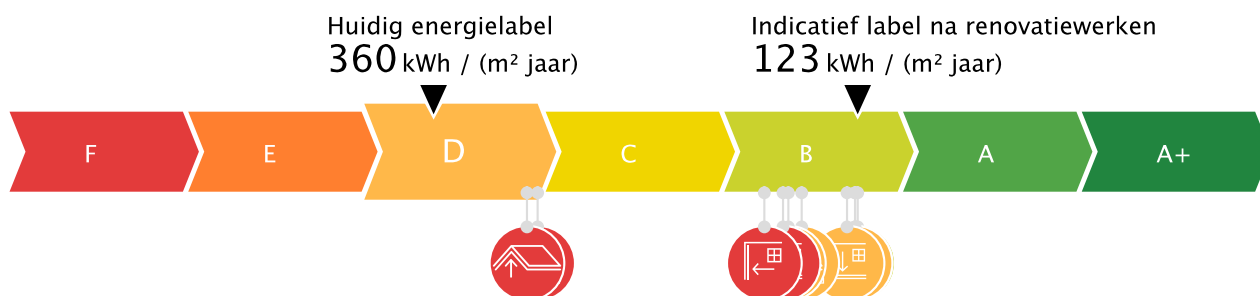 Huidig energielabel
360 kWh / (m² jaar)
Indicatief label na renovatiewerken
123 kWh / (m² jaar)
F E D C B A A+